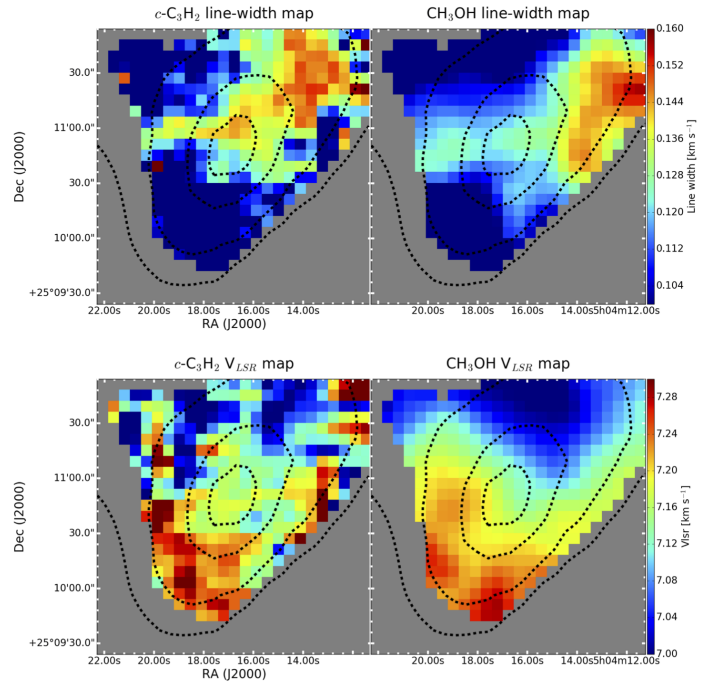 c-C₃H₂ line-width map
CH₃OH line-width map
Dec (J2000)
30.0"
11'00.0"
30.0"
10'00.0"
+25°09'30.0"
22.00s 20.00s 18.00s 16.00s 14.00s
RA (J2000)
20.00s 18.00s 16.00s 14.00s5h04m12.00s
0.160
0.152
0.144
0.136
0.128
0.120
0.112
0.104
Line width [km s⁻¹]
c-C₃H₂ V_LSR map
CH₃OH V_LSR map
Dec (J2000)
30.0"
11'00.0"
30.0"
10'00.0"
+25°09'30.0"
22.00s 20.00s 18.00s 16.00s 14.00s
RA (J2000)
20.00s 18.00s 16.00s 14.00s5h04m12.00s
7.28
7.24
7.20
7.16
7.12
7.08
7.04
7.00
Vlsr [km s⁻¹]